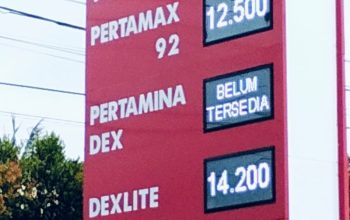 PERTAMAX
92
12.500
PERTAMINA
DEX
BELUM
TERSEDIA
DEXLITE
14.200